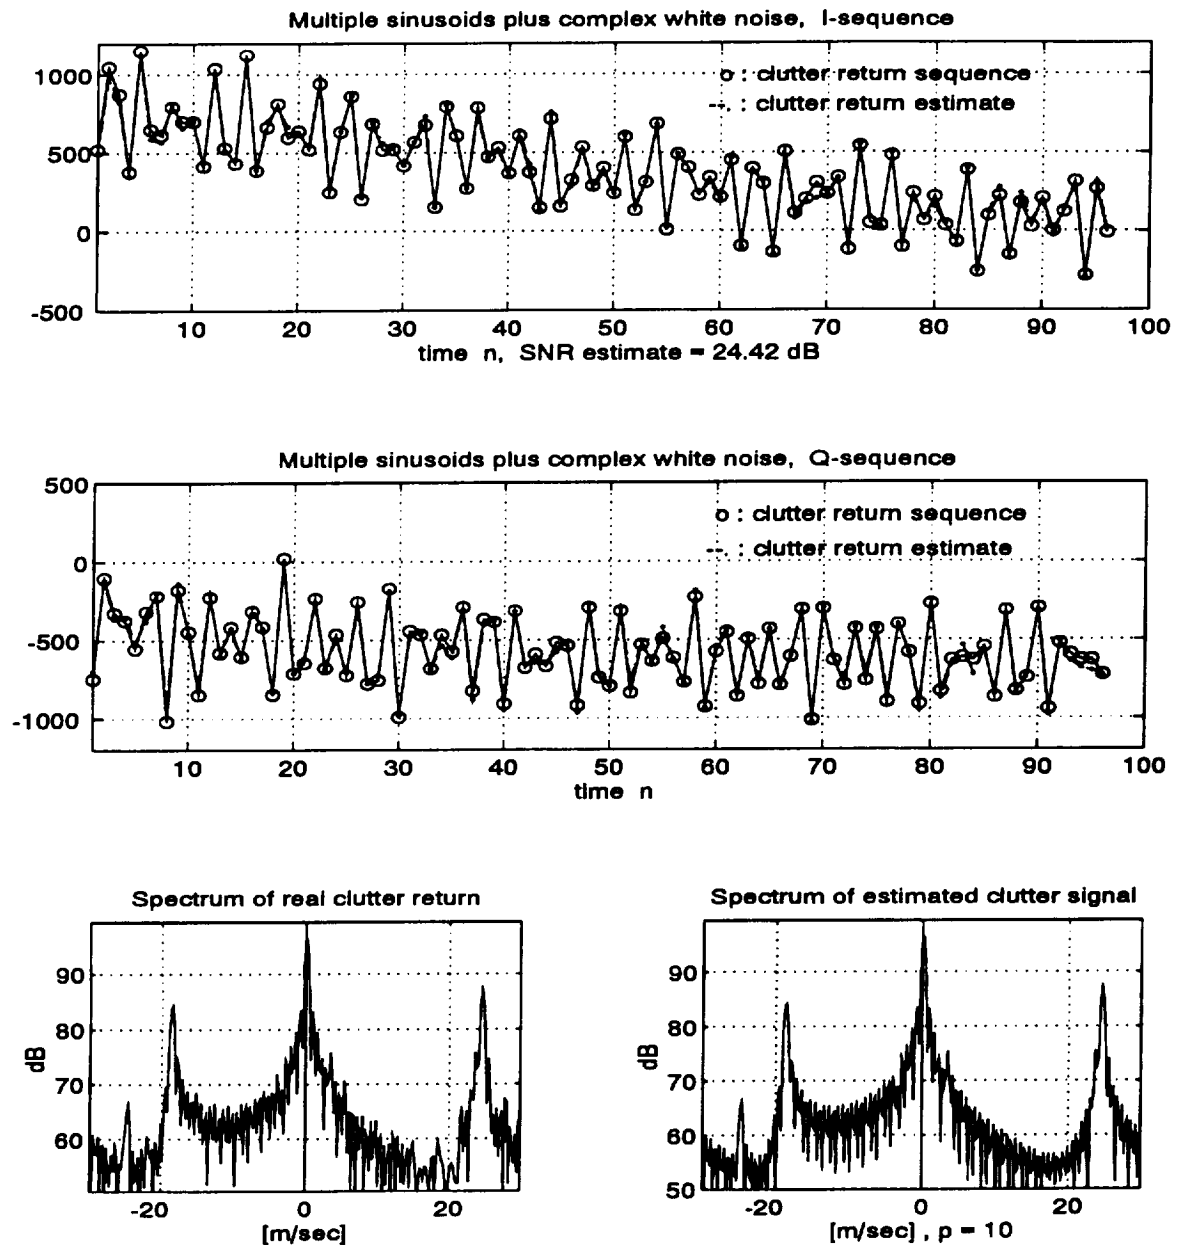 Multiple sinusoids plus complex white noise, I-sequence
1000
500
0
-500
o : clutter return sequence
--. : clutter return estimate
10 20 30 40 50 60 70 80 90 100
time n, SNR estimate = 24.42 dB
Multiple sinusoids plus complex white noise, Q-sequence
500
0
-500
-1000
o : clutter return sequence
--. : clutter return estimate
10 20 30 40 50 60 70 80 90 100
time n
Spectrum of real clutter return
90
80
70
60
dB
-20 0 20
[m/sec]
Spectrum of estimated clutter signal
90
80
70
60
50
dB
-20 0 20
[m/sec] , p = 10